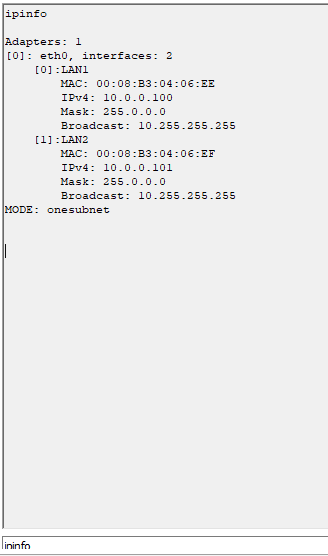 ipinfo
Adapters: 1
[0]: eth0, interfaces: 2
[0]:LAN1
MAC: 00:08:B3:04:06:EE
IPv4: 10.0.0.100
Mask: 255.0.0.0
Broadcast: 10.255.255.255
[1]:LAN2
MAC: 00:08:B3:04:06:EF
IPv4: 10.0.0.101
Mask: 255.0.0.0
Broadcast: 10.255.255.255
MODE: onesubnet
ipinfo